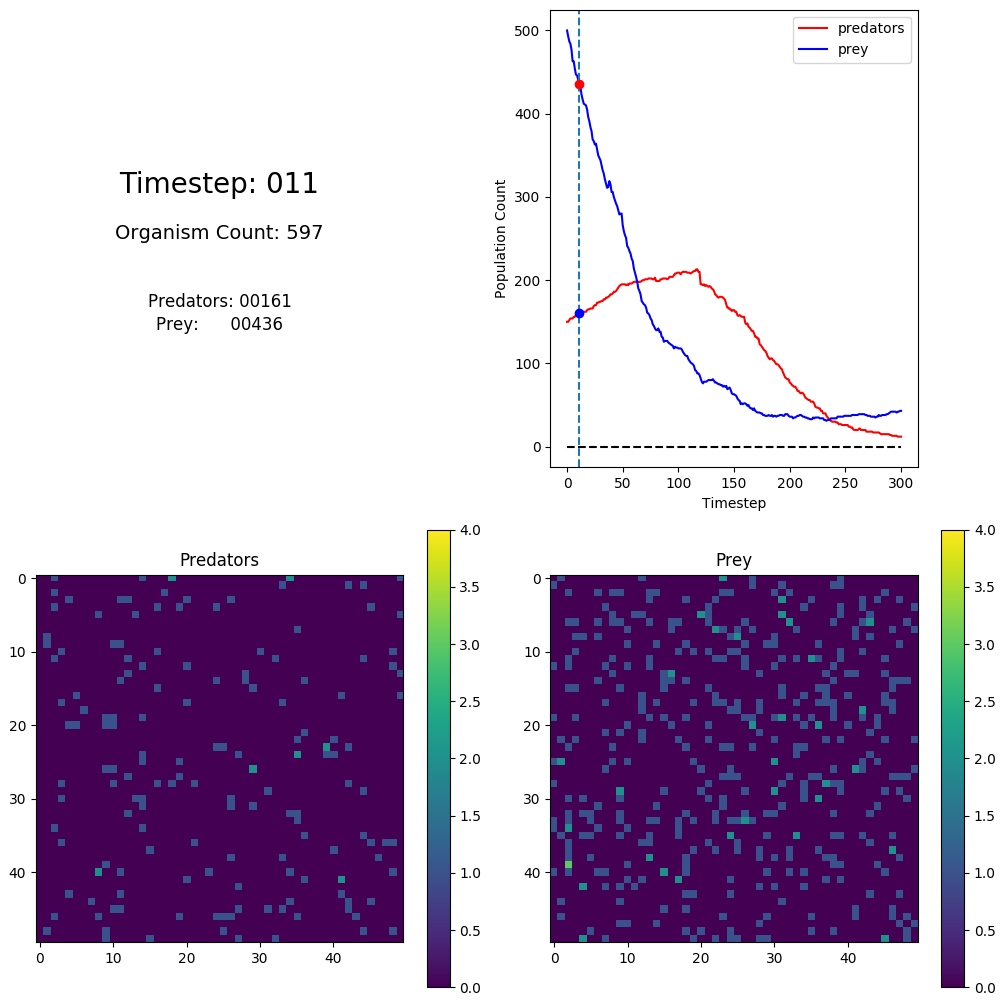 Timestep: 011
Organism Count: 597
Predators: 00161
Prey: 00436
predators
prey
500
400
300
200
100
0
Population Count
0 50 100 150 200 250 300
Timestep
Predators
0
10
20
30
40
0 10 20 30 40
4.0
3.5
3.0
2.5
2.0
1.5
1.0
0.5
0.0
Prey
0
10
20
30
40
0 10 20 30 40
4.0
3.5
3.0
2.5
2.0
1.5
1.0
0.5
0.0